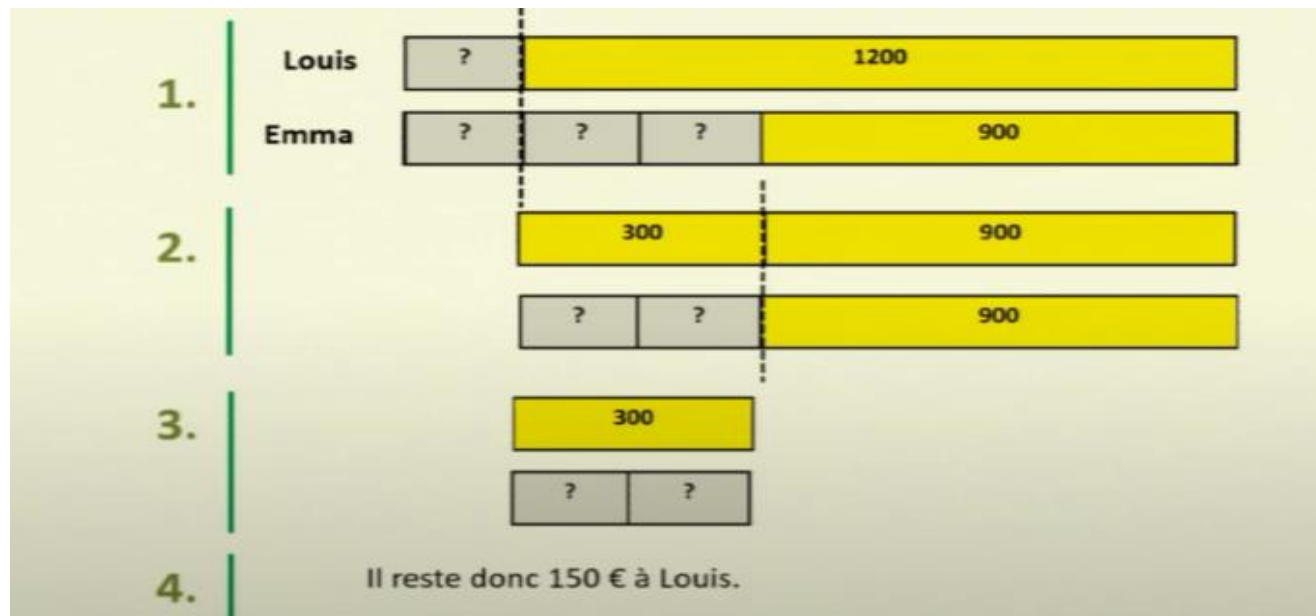 1.
Louis ? 1200
Emma ? ? ? 900
2.
300 900
? ? 900
3.
300
? ?
4.
Il reste donc 150 € à Louis.